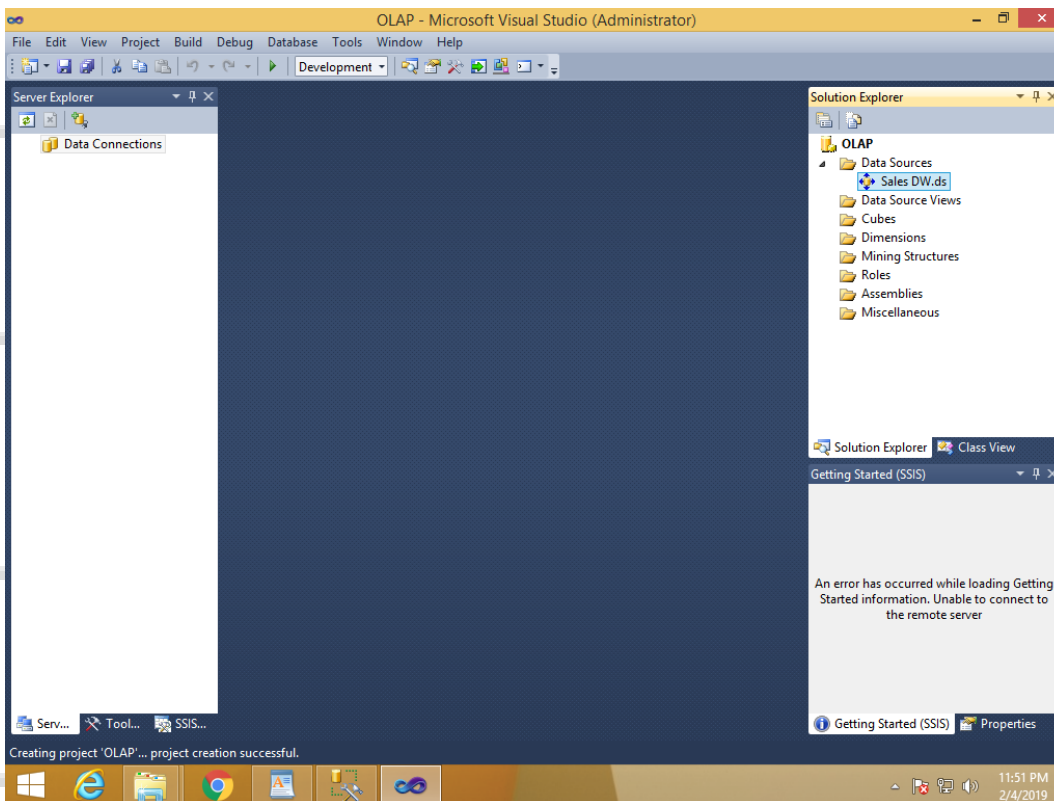 OLAP - Microsoft Visual Studio (Administrator)
File Edit View Project Build Debug Database Tools Window Help
Development
Server Explorer
Data Connections
Solution Explorer
OLAP
Data Sources
Sales DW.ds
Data Source Views
Cubes
Dimensions
Mining Structures
Roles
Assemblies
Miscellaneous
Solution Explorer Class View
Getting Started (SSIS)
An error has occurred while loading Getting
Started information. Unable to connect to
the remote server
Serv... Tool... SSIS...
Getting Started (SSIS) Properties
Creating project 'OLAP'... project creation successful.
11:51 PM
2/4/2019